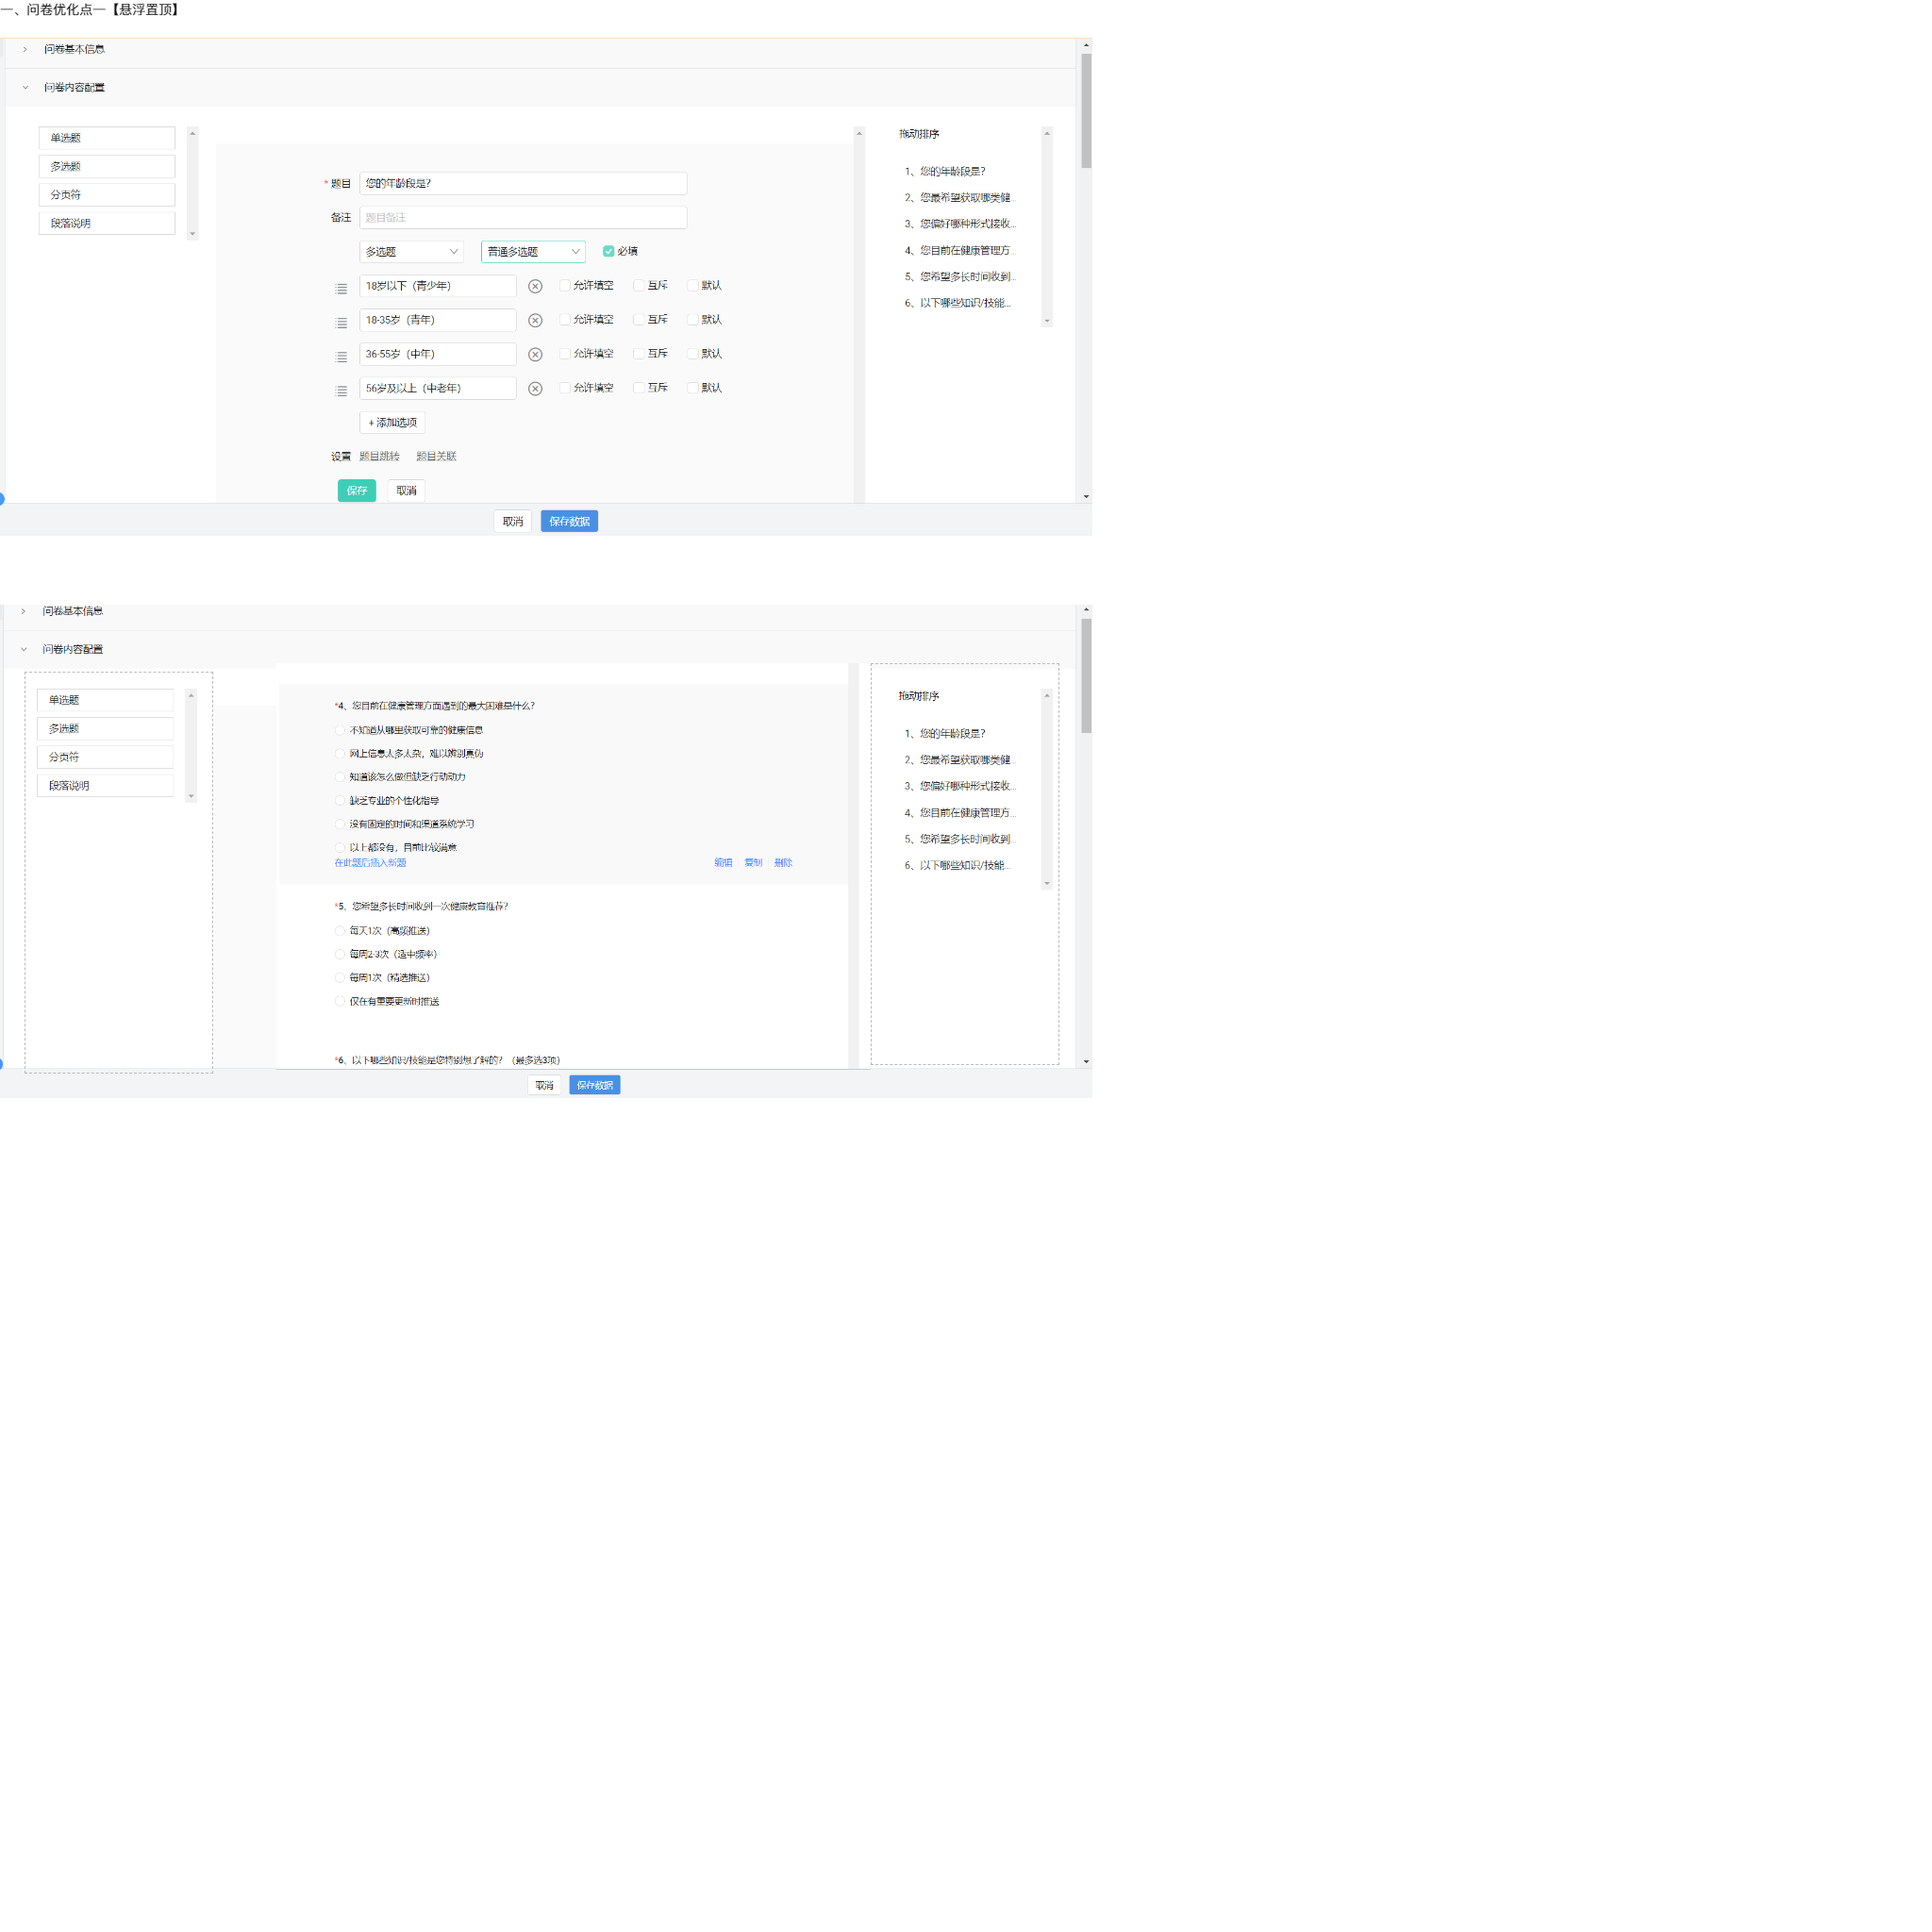 一、问卷优化点一【悬浮置顶】
问卷基本信息
问卷内容配置
单选题
多选题
分页符
段落说明
* 题目 您的年龄段是?
备注 题目备注
多选题 普通多选题 必填
18岁以下（青少年） 允许填空 互斥 默认
18-35岁（青年） 允许填空 互斥 默认
36-55岁（中年） 允许填空 互斥 默认
56岁及以上（中老年） 允许填空 互斥 默认
+ 添加选项
设置 题目跳转 题目关联
保存 取消
拖动排序
1、您的年龄段是?
2、您最希望获取哪类健...
3、您偏好哪种形式接收...
4、您目前在健康管理方...
5、您希望多长时间收到...
6、以下哪些知识/技能...
取消 保存数据
问卷基本信息
问卷内容配置
单选题
多选题
分页符
段落说明
*4、您目前在健康管理方面遇到的最大困难是什么?
不知道从哪里获取可靠的健康信息
网上信息太多太杂，难以辨别真伪
知道该怎么做但缺乏行动动力
缺乏专业的个性化指导
没有固定的时间和渠道系统学习
以上都没有，目前比较满意
在此题后插入新题 编辑 复制 删除
*5、您希望多长时间收到一次健康教育推荐?
每天1次（高频推送）
每周2-3次（适中频率）
每周1次（精选推送）
仅在有重要更新时推送
*6、以下哪些知识/技能是您特别想了解的? （最多选3项）
拖动排序
1、您的年龄段是?
2、您最希望获取哪类健
3、您偏好哪种形式接收...
4、您目前在健康管理方...
5、您希望多长时间收到...
6、以下哪些知识/技能...
取消 保存数据